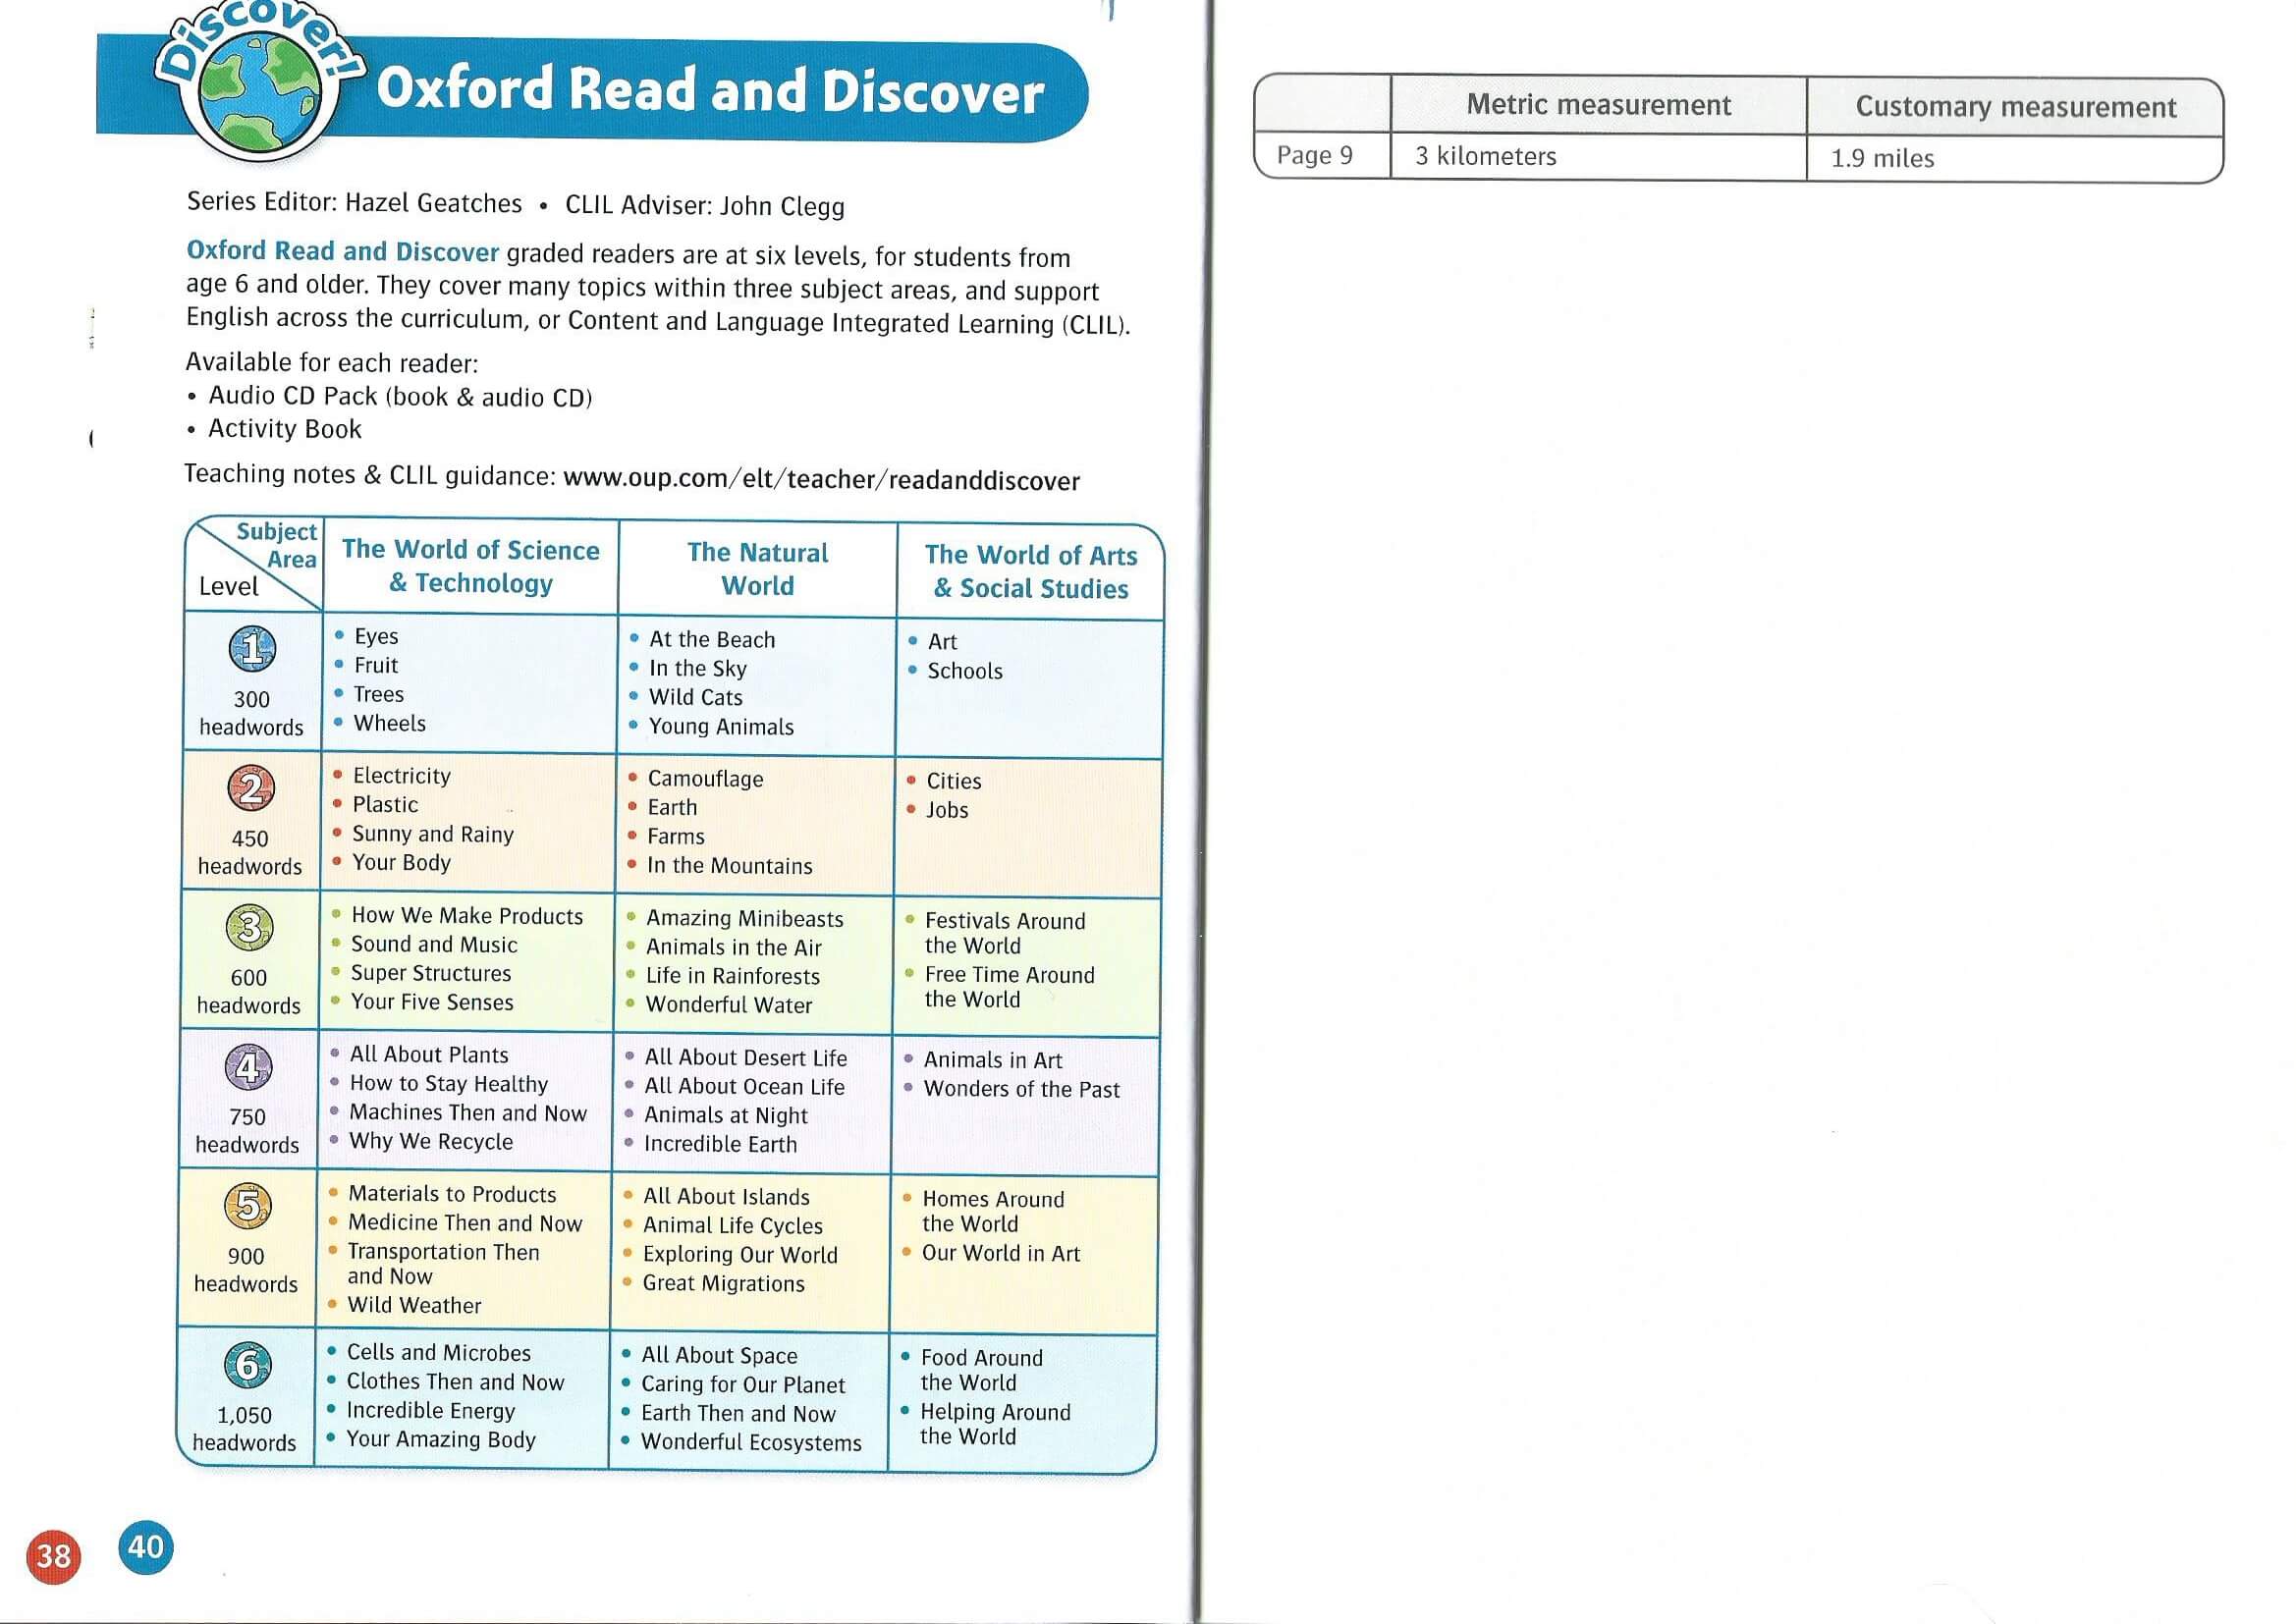 Discover!
Oxford Read and Discover
Series Editor: Hazel Geatches • CLIL Adviser: John Clegg
Oxford Read and Discover graded readers are at six levels, for students from
age 6 and older. They cover many topics within three subject areas, and support
English across the curriculum, or Content and Language Integrated Learning (CLIL).
Available for each reader:
• Audio CD Pack (book & audio CD)
• Activity Book
Teaching notes & CLIL guidance: www.oup.com/elt/teacher/readanddiscover
Subject
Area
Level
The World of Science
& Technology
The Natural
World
The World of Arts
& Social Studies
1
300
headwords
• Eyes
• Fruit
• Trees
• Wheels
• At the Beach
• In the Sky
• Wild Cats
• Young Animals
• Art
• Schools
2
450
headwords
• Electricity
• Plastic
• Sunny and Rainy
• Your Body
• Camouflage
• Earth
• Farms
• In the Mountains
• Cities
• Jobs
3
600
headwords
• How We Make Products
• Sound and Music
• Super Structures
• Your Five Senses
• Amazing Minibeasts
• Animals in the Air
• Life in Rainforests
• Wonderful Water
• Festivals Around
the World
• Free Time Around
the World
4
750
headwords
• All About Plants
• How to Stay Healthy
• Machines Then and Now
• Why We Recycle
• All About Desert Life
• All About Ocean Life
• Animals at Night
• Incredible Earth
• Animals in Art
• Wonders of the Past
5
900
headwords
• Materials to Products
• Medicine Then and Now
• Transportation Then
and Now
• Wild Weather
• All About Islands
• Animal Life Cycles
• Exploring Our World
• Great Migrations
• Homes Around
the World
• Our World in Art
6
1,050
headwords
• Cells and Microbes
• Clothes Then and Now
• Incredible Energy
• Your Amazing Body
• All About Space
• Caring for Our Planet
• Earth Then and Now
• Wonderful Ecosystems
• Food Around
the World
• Helping Around
the World
38
40
Metric measurement
Customary measurement
Page 9
3 kilometers
1.9 miles